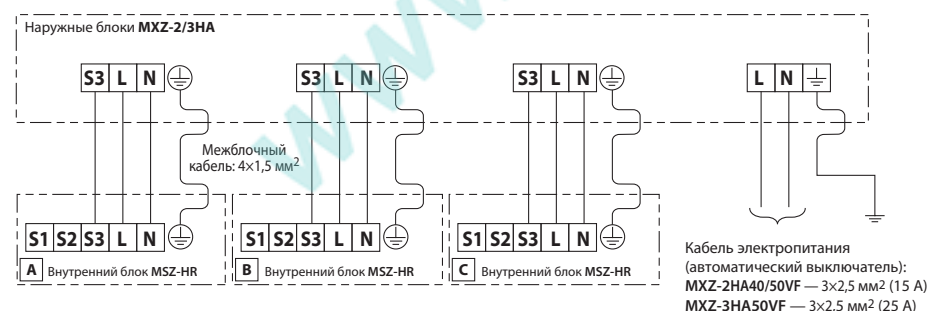 Наружные блоки MXZ-2/3HA
S3 L N
S3 L N
S3 L N
L N
Межблочный
кабель: 4×1,5 мм²
S1 S2 S3 L N
S1 S2 S3 L N
S1 S2 S3 L N
A Внутренний блок MSZ-HR
B Внутренний блок MSZ-HR
C Внутренний блок MSZ-HR
Кабель электропитания
(автоматический выключатель):
MXZ-2HA40/50VF — 3×2,5 мм² (15 А)
MXZ-3HA50VF — 3×2,5 мм² (25 А)
www